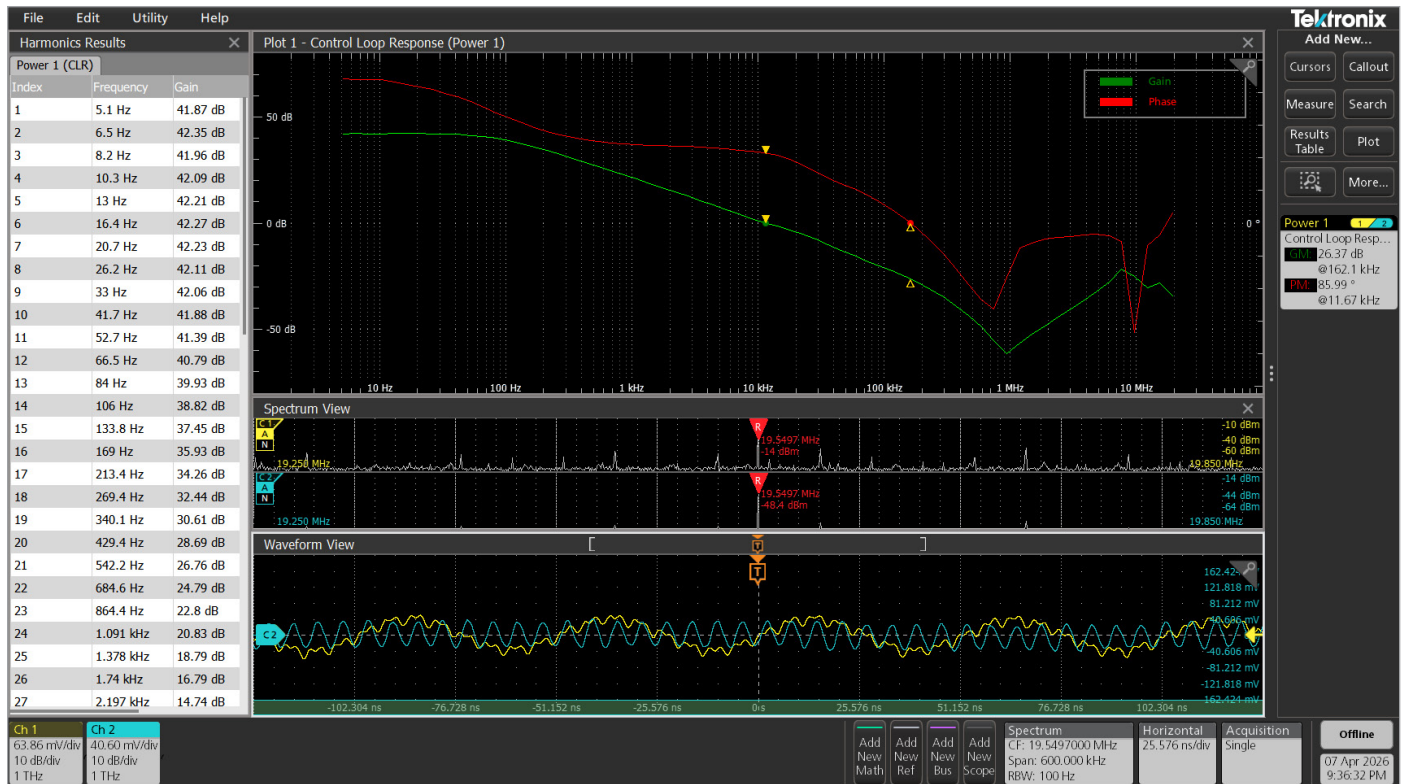 File Edit Utility Help
Tektronix
Harmonics Results
Power 1 (CLR)
Index Frequency Gain
1 5.1 Hz 41.87 dB
2 6.5 Hz 42.35 dB
3 8.2 Hz 41.96 dB
4 10.3 Hz 42.09 dB
5 13 Hz 42.21 dB
6 16.4 Hz 42.27 dB
7 20.7 Hz 42.23 dB
8 26.2 Hz 42.11 dB
9 33 Hz 42.06 dB
10 41.7 Hz 41.88 dB
11 52.7 Hz 41.39 dB
12 66.5 Hz 40.79 dB
13 84 Hz 39.93 dB
14 106 Hz 38.82 dB
15 133.8 Hz 37.45 dB
16 169 Hz 35.93 dB
17 213.4 Hz 34.26 dB
18 269.4 Hz 32.44 dB
19 340.1 Hz 30.61 dB
20 429.4 Hz 28.69 dB
21 542.2 Hz 26.76 dB
22 684.6 Hz 24.79 dB
23 864.4 Hz 22.8 dB
24 1.091 kHz 20.83 dB
25 1.378 kHz 18.79 dB
26 1.74 kHz 16.79 dB
27 2.197 kHz 14.74 dB
Plot 1 - Control Loop Response (Power 1)
Gain
Phase
50 dB
0 dB 0 °
-50 dB
10 Hz 100 Hz 1 kHz 10 kHz 100 kHz 1 MHz 10 MHz
Spectrum View
C 1
A
N
R
19.5497 MHz
-14 dBm
-10 dBm
-40 dBm
-60 dBm
19.250 MHz 19.850 MHz
C 2
A
N
R
19.5497 MHz
-48.4 dBm
-14 dBm
-44 dBm
-64 dBm
19.250 MHz 19.850 MHz
Waveform View
T
T
C2
121.818 mV
81.212 mV
40.606 mV
-40.606 mV
-81.212 mV
-121.818 mV
-162.424 mV
-102.304 ns -76.728 ns -51.152 ns -25.576 ns 0 s 25.576 ns 51.152 ns 76.728 ns 102.304 ns
Add New...
Cursors Callout
Measure Search
Results Table Plot
More...
Power 1 1 2
Control Loop Resp...
GM: 26.37 dB
@162.1 kHz
PM: 85.99 °
@11.67 kHz
Ch 1
63.86 mV/div
10 dB/div
1 THz
Ch 2
40.60 mV/div
10 dB/div
1 THz
Add New Math
Add New Ref
Add New Bus
Add New Scope
Spectrum
CF: 19.5497000 MHz
Span: 600.000 kHz
RBW: 100 Hz
Horizontal
25.576 ns/div
Acquisition
Single
Offline
07 Apr 2026
9:36:32 PM